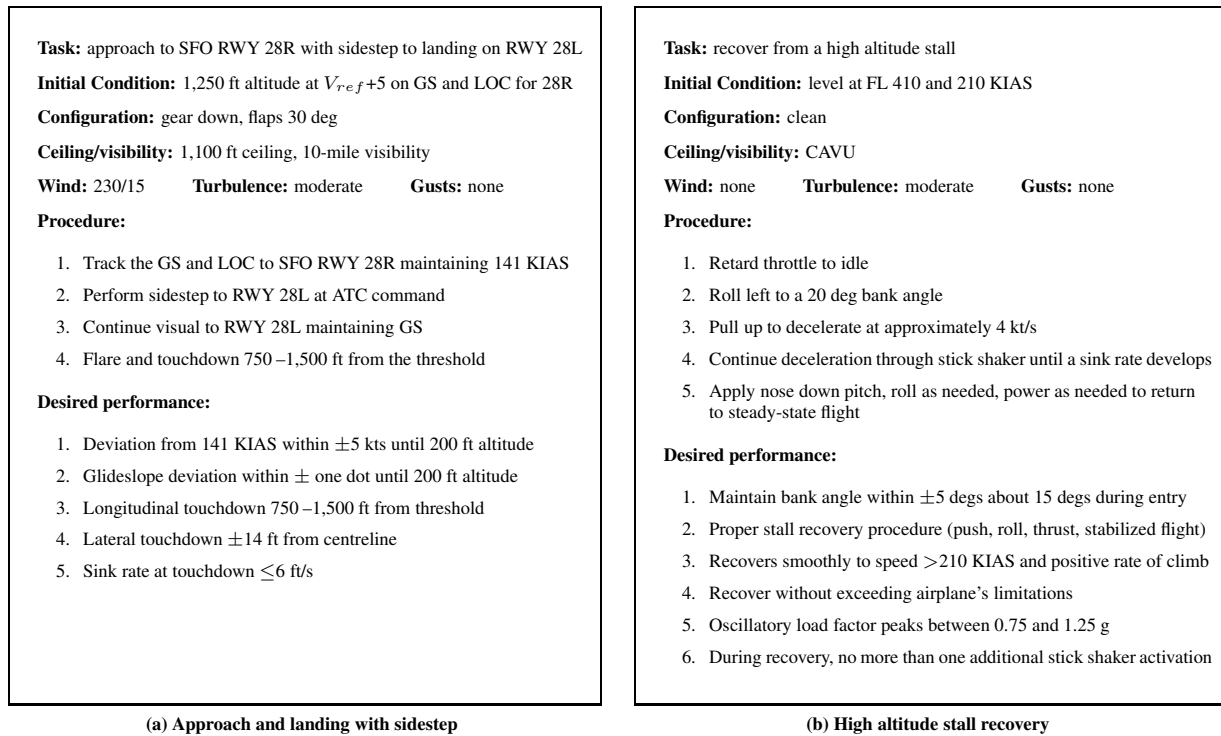 Task: approach to SFO RWY 28R with sidestep to landing on RWY 28L
Initial Condition: 1,250 ft altitude at V_{ref}+5 on GS and LOC for 28R
Configuration: gear down, flaps 30 deg
Ceiling/visibility: 1,100 ft ceiling, 10-mile visibility
Wind: 230/15 Turbulence: moderate Gusts: none
Procedure:
1. Track the GS and LOC to SFO RWY 28R maintaining 141 KIAS
2. Perform sidestep to RWY 28L at ATC command
3. Continue visual to RWY 28L maintaining GS
4. Flare and touchdown 750 –1,500 ft from the threshold
Desired performance:
1. Deviation from 141 KIAS within ±5 kts until 200 ft altitude
2. Glideslope deviation within ± one dot until 200 ft altitude
3. Longitudinal touchdown 750 –1,500 ft from threshold
4. Lateral touchdown ±14 ft from centreline
5. Sink rate at touchdown ≤6 ft/s
(a) Approach and landing with sidestep
Task: recover from a high altitude stall
Initial Condition: level at FL 410 and 210 KIAS
Configuration: clean
Ceiling/visibility: CAVU
Wind: none Turbulence: moderate Gusts: none
Procedure:
1. Retard throttle to idle
2. Roll left to a 20 deg bank angle
3. Pull up to decelerate at approximately 4 kt/s
4. Continue deceleration through stick shaker until a sink rate develops
5. Apply nose down pitch, roll as needed, power as needed to return
to steady-state flight
Desired performance:
1. Maintain bank angle within ±5 degs about 15 degs during entry
2. Proper stall recovery procedure (push, roll, thrust, stabilized flight)
3. Recovers smoothly to speed >210 KIAS and positive rate of climb
4. Recover without exceeding airplane's limitations
5. Oscillatory load factor peaks between 0.75 and 1.25 g
6. During recovery, no more than one additional stick shaker activation
(b) High altitude stall recovery